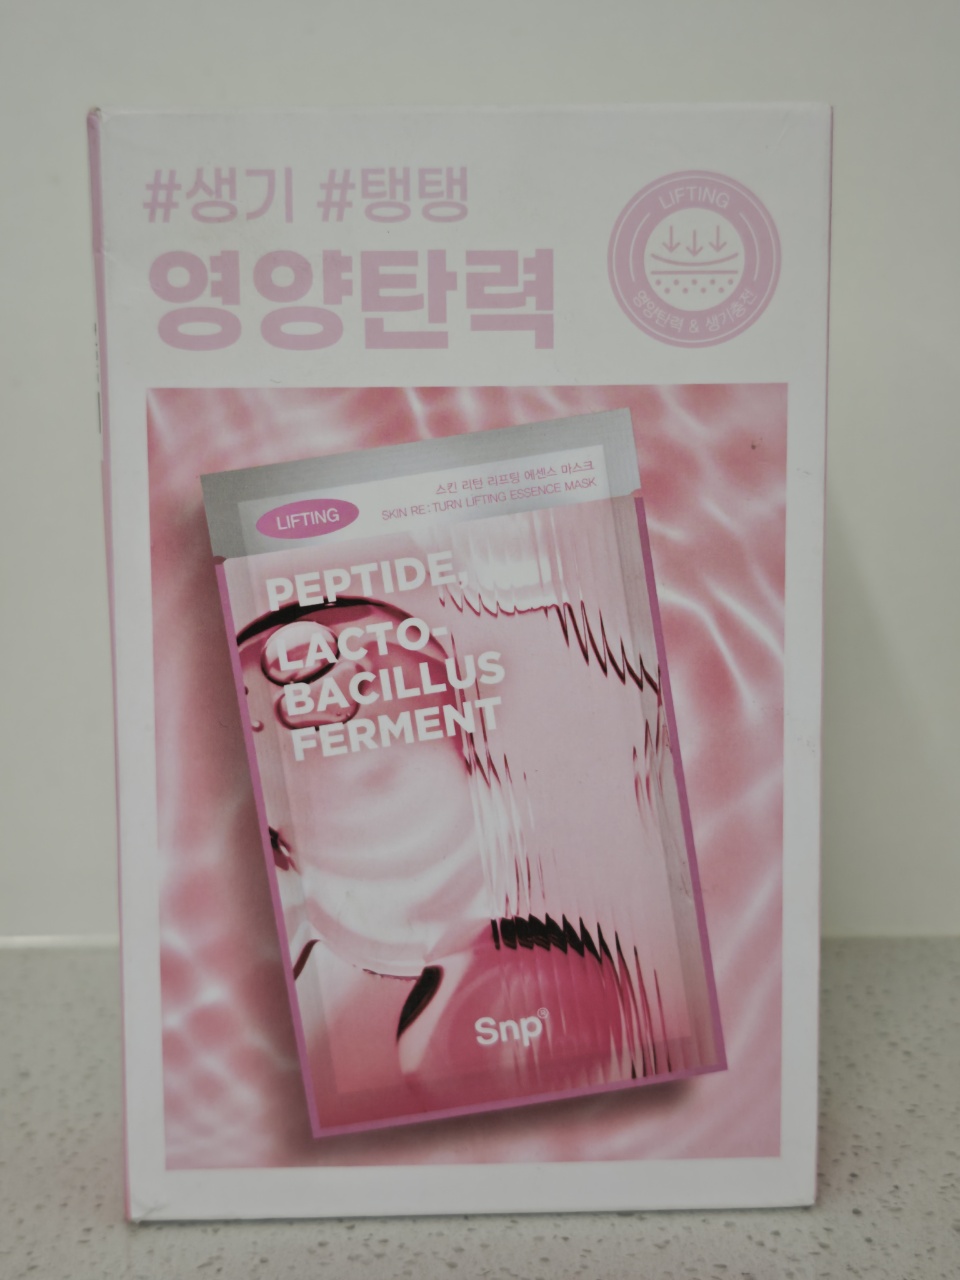 #생기 #탱탱
영양탄력
LIFTING
영양탄력 & 생기충전
스킨 리턴 리프팅 에센스 마스크
LIFTING
SKIN RE:TURN LIFTING ESSENCE MASK
PEPTIDE,
LACTO-
BACILLUS
FERMENT
Snp®